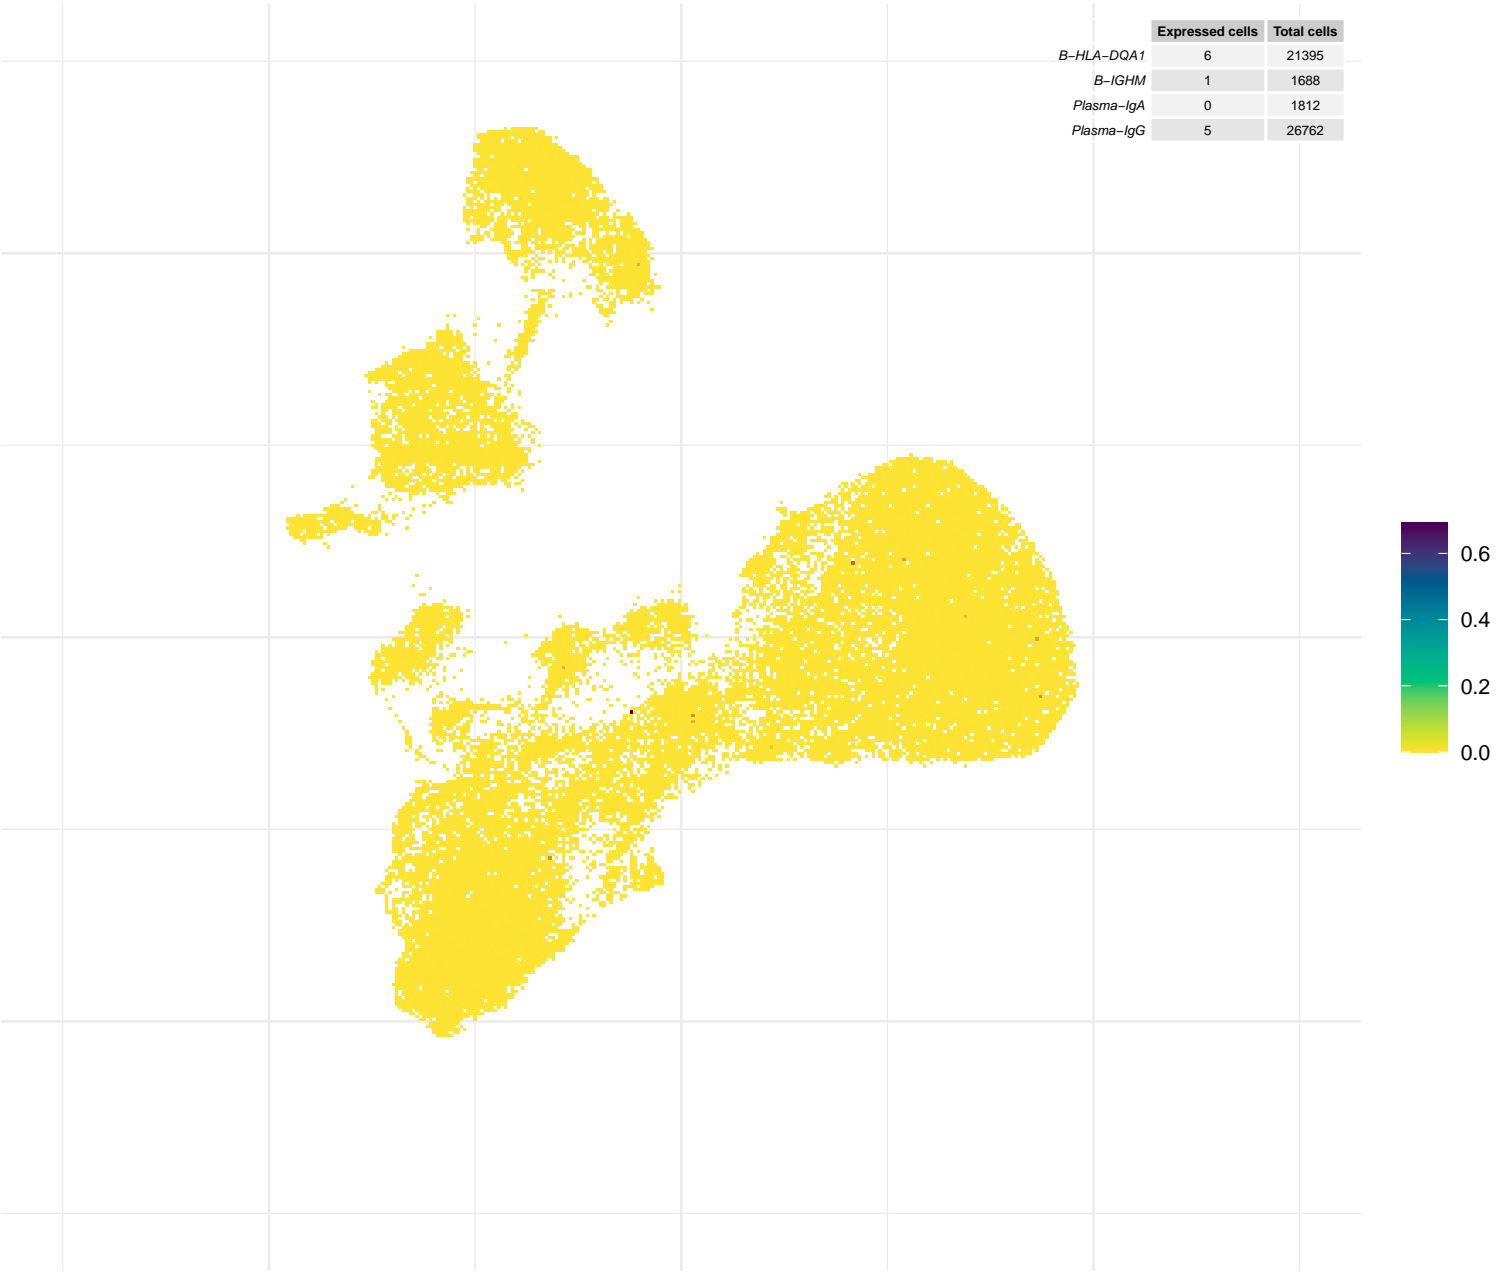 Expressed cells Total cells
B−HLA−DQA1 6 21395
B−IGHM 1 1688
Plasma−IgA 0 1812
Plasma−IgG 5 26762
0.6
0.4
0.2
0.0